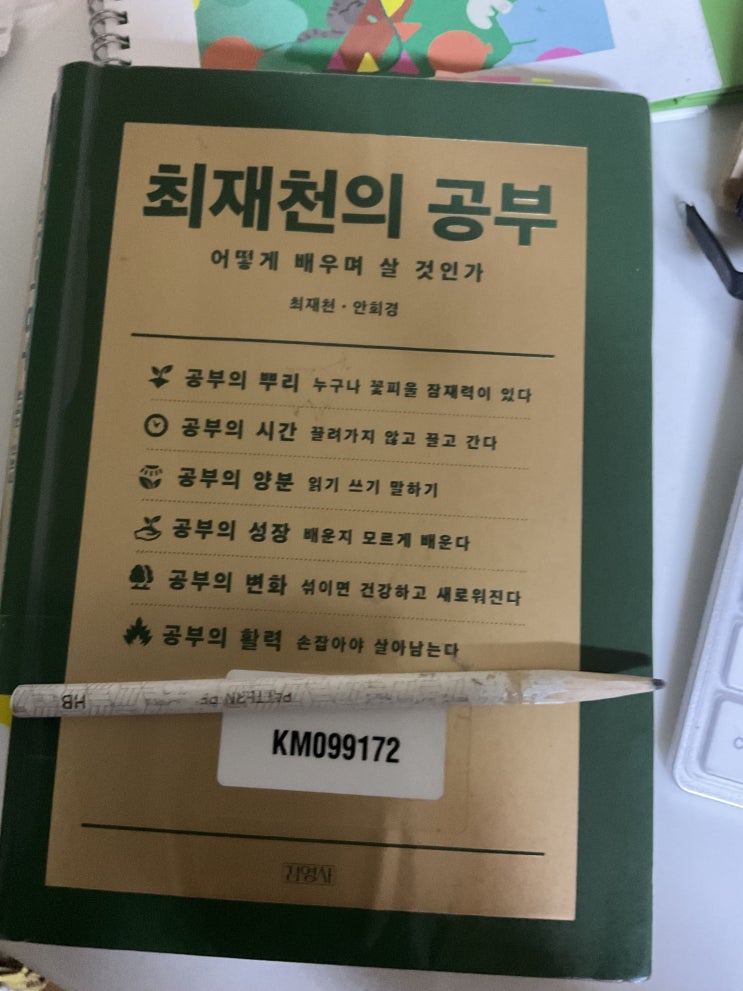 최재천의 공부
어떻게 배우며 살 것인가
최재천 · 안희경
공부의 뿌리 누구나 꽃피울 잠재력이 있다
공부의 시간 끌려가지 않고 끌고 간다
공부의 양분 읽기 쓰기 말하기
공부의 성장 배운지 모르게 배운다
공부의 변화 섞이면 건강하고 새로워진다
공부의 활력 손잡아야 살아남는다
HB
KM099172
김영사